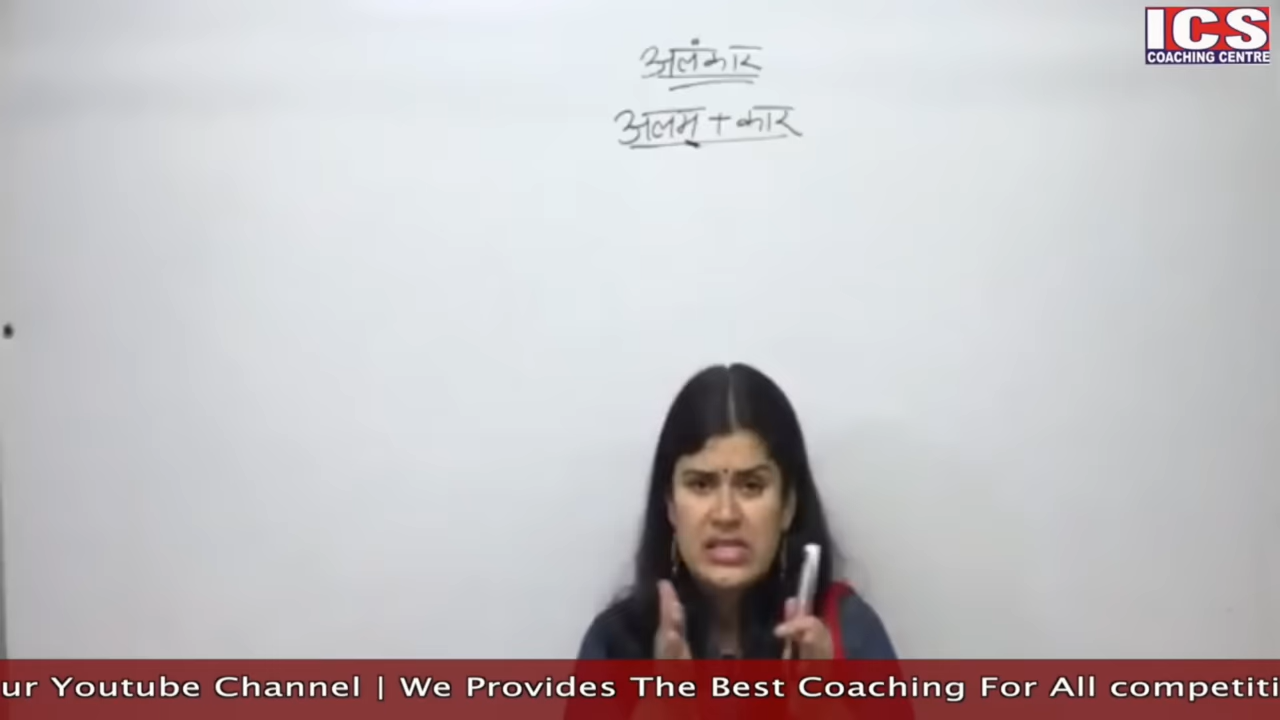 अलंकार
अलम् + कार
ICS
COACHING CENTRE
ur Youtube Channel | We Provides The Best Coaching For All competiti